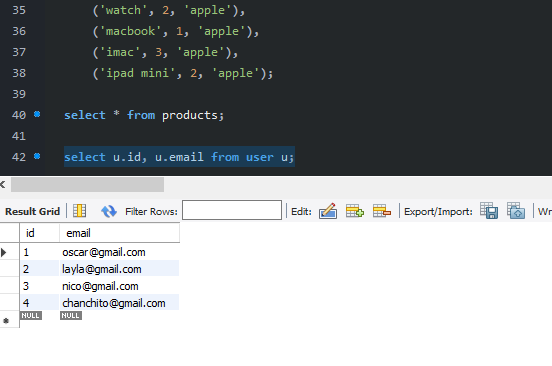 35 ('watch', 2, 'apple'),
36 ('macbook', 1, 'apple'),
37 ('imac', 3, 'apple'),
38 ('ipad mini', 2, 'apple');
39
40 select * from products;
41
42 select u.id, u.email from user u;
Result Grid Filter Rows: Edit: Export/Import: Wr
id email
1 oscar@gmail.com
2 layla@gmail.com
3 nico@gmail.com
4 chanchito@gmail.com
NULL NULL